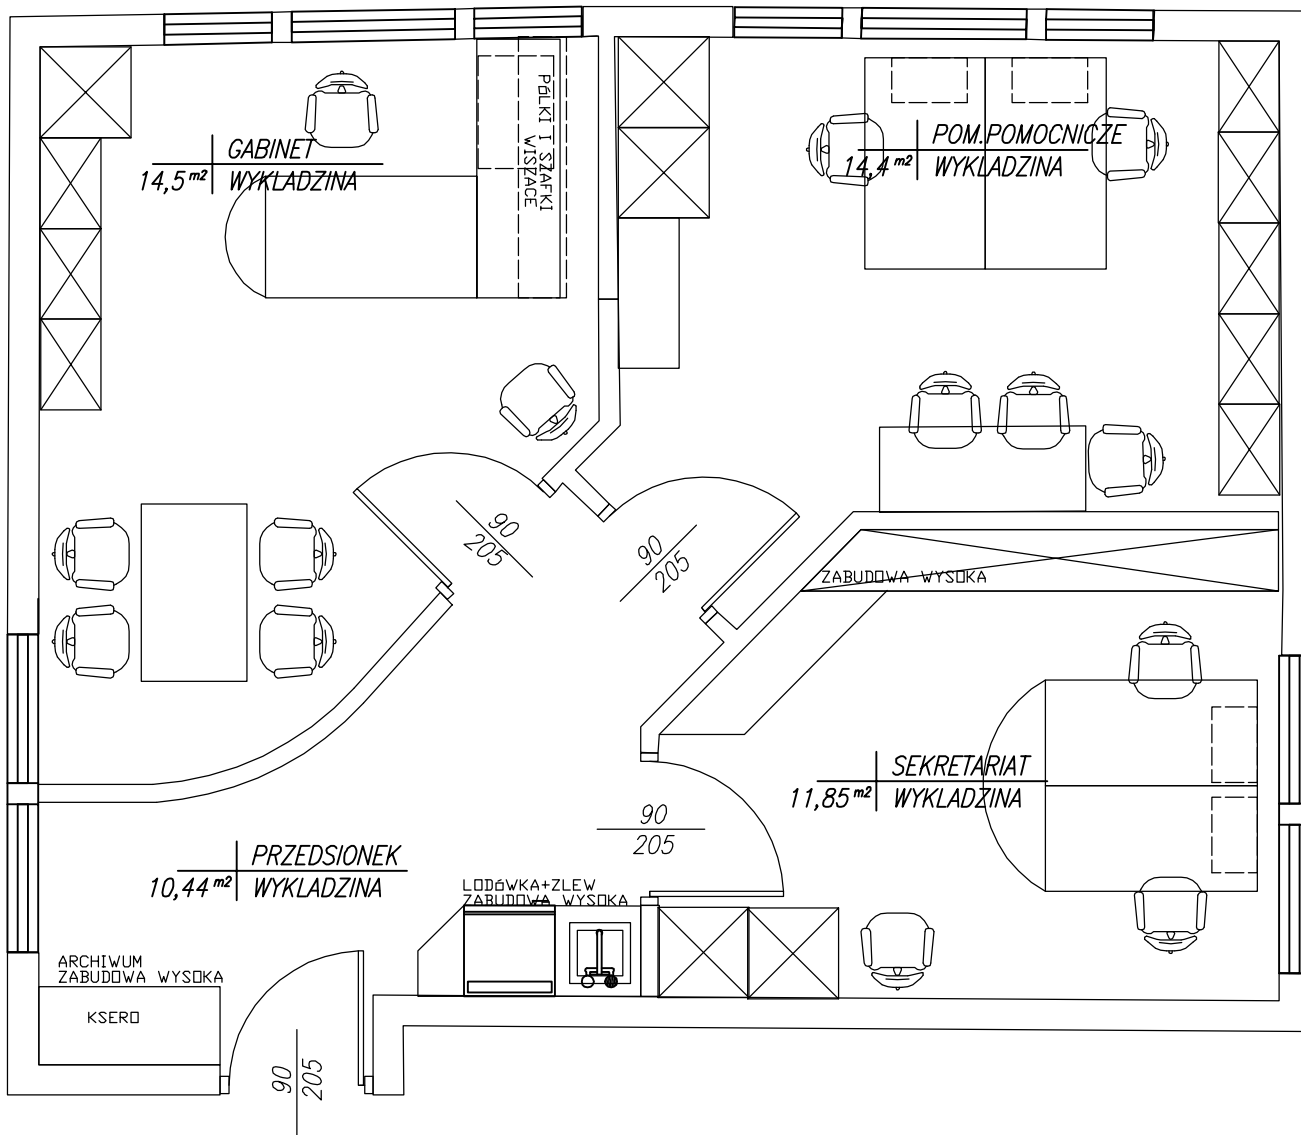 GABINET
14,5 m2 WYKLADZINA
PóLKI I SZAFKI
WISZACE
POM.POMOCNICZE
14,4 m2 WYKLADZINA
90
205
90
205
ZABUDOWA WYSOKA
SEKRETARIAT
11,85 m2 WYKLADZINA
90
205
PRZEDSIONEK
10,44 m2 WYKLADZINA
LODóWKA+ZLEW
ZABUDOWA WYSOKA
ARCHIWUM
ZABUDOWA WYSOKA
KSERO
90
205